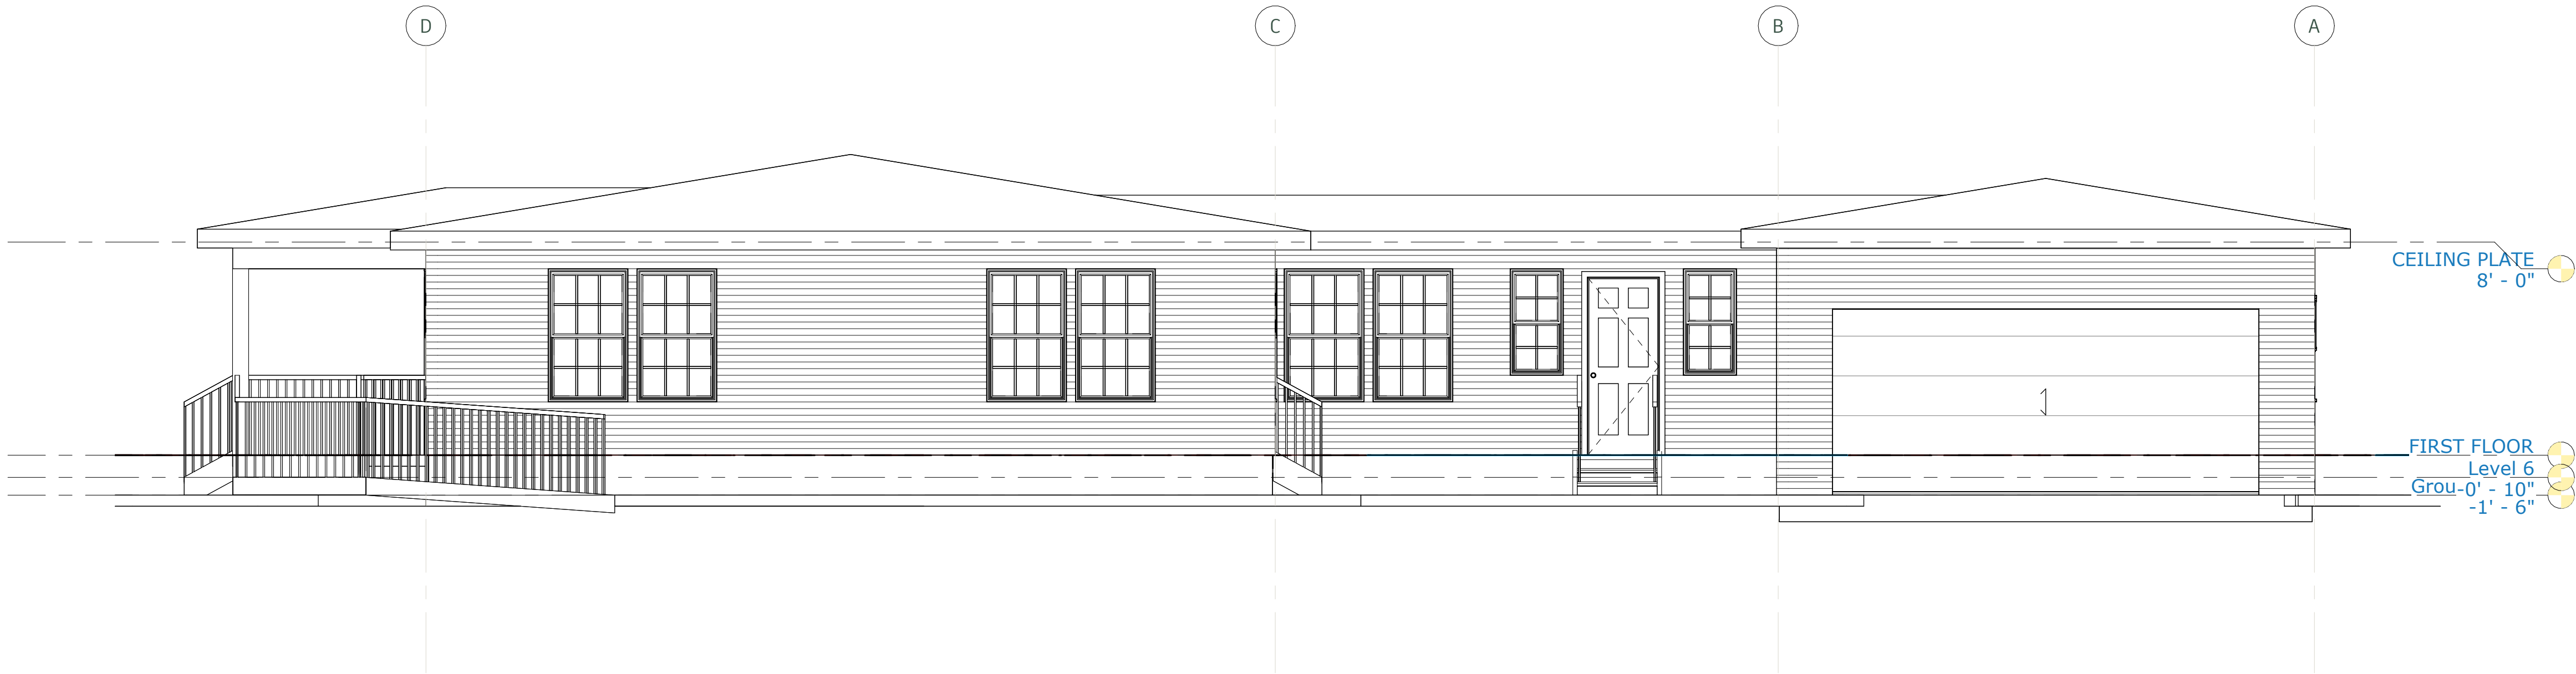 D
C
B
A
CEILING PLATE
8' - 0"
FIRST FLOOR
Level 6
Grou
-0' - 10"
-1' - 6"